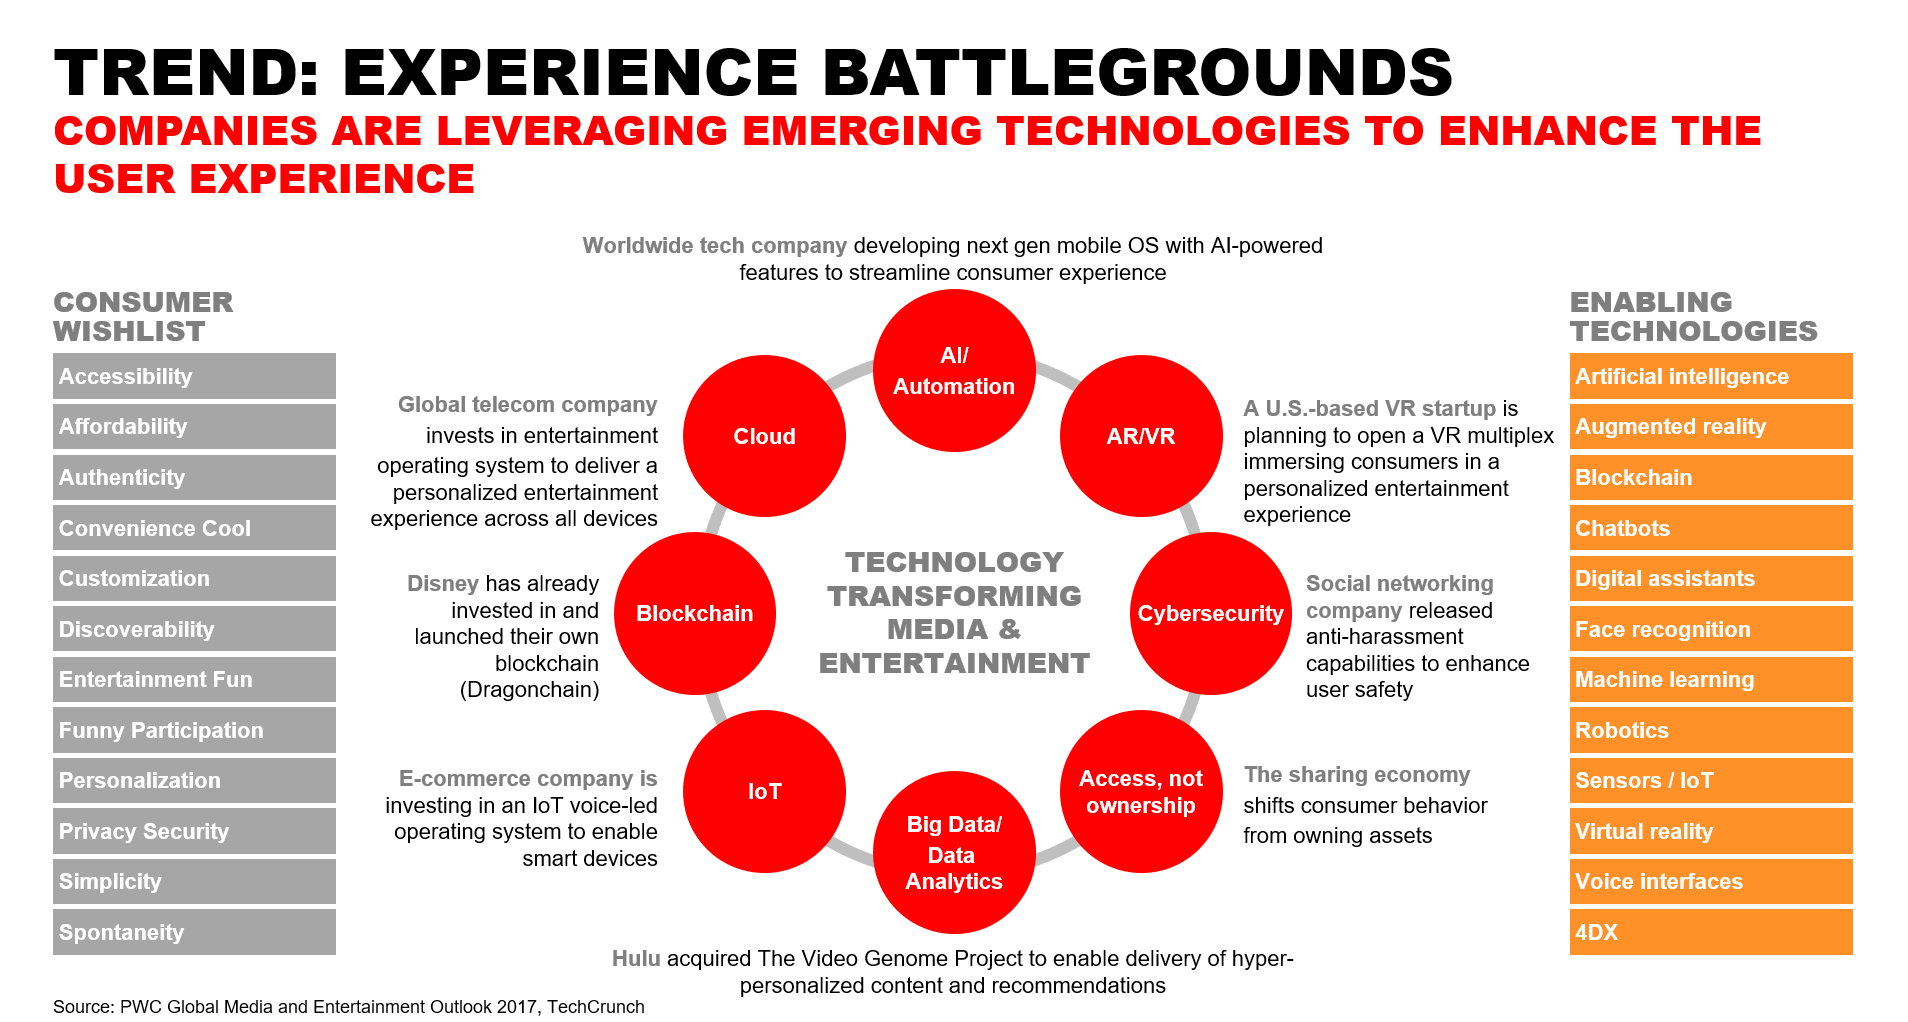 TREND: EXPERIENCE BATTLEGROUNDS
COMPANIES ARE LEVERAGING EMERGING TECHNOLOGIES TO ENHANCE THE
USER EXPERIENCE
CONSUMER
WISHLIST
Accessibility
Affordability
Authenticity
Convenience Cool
Customization
Discoverability
Entertainment Fun
Funny Participation
Personalization
Privacy Security
Simplicity
Spontaneity
Worldwide tech company developing next gen mobile OS with AI-powered
features to streamline consumer experience
AI/
Automation
Global telecom company
invests in entertainment
operating system to deliver a
personalized entertainment
experience across all devices
Cloud
AR/VR
A U.S.-based VR startup is
planning to open a VR multiplex
immersing consumers in a
personalized entertainment
experience
Disney has already
invested in and
launched their own
blockchain
(Dragonchain)
Blockchain
TECHNOLOGY
TRANSFORMING
MEDIA &
ENTERTAINMENT
Cybersecurity
Social networking
company released
anti-harassment
capabilities to enhance
user safety
E-commerce company is
investing in an IoT voice-led
operating system to enable
smart devices
IoT
Big Data/
Data
Analytics
Access, not
ownership
The sharing economy
shifts consumer behavior
from owning assets
Hulu acquired The Video Genome Project to enable delivery of hyper-
personalized content and recommendations
ENABLING
TECHNOLOGIES
Artificial intelligence
Augmented reality
Blockchain
Chatbots
Digital assistants
Face recognition
Machine learning
Robotics
Sensors / IoT
Virtual reality
Voice interfaces
4DX
Source: PWC Global Media and Entertainment Outlook 2017, TechCrunch